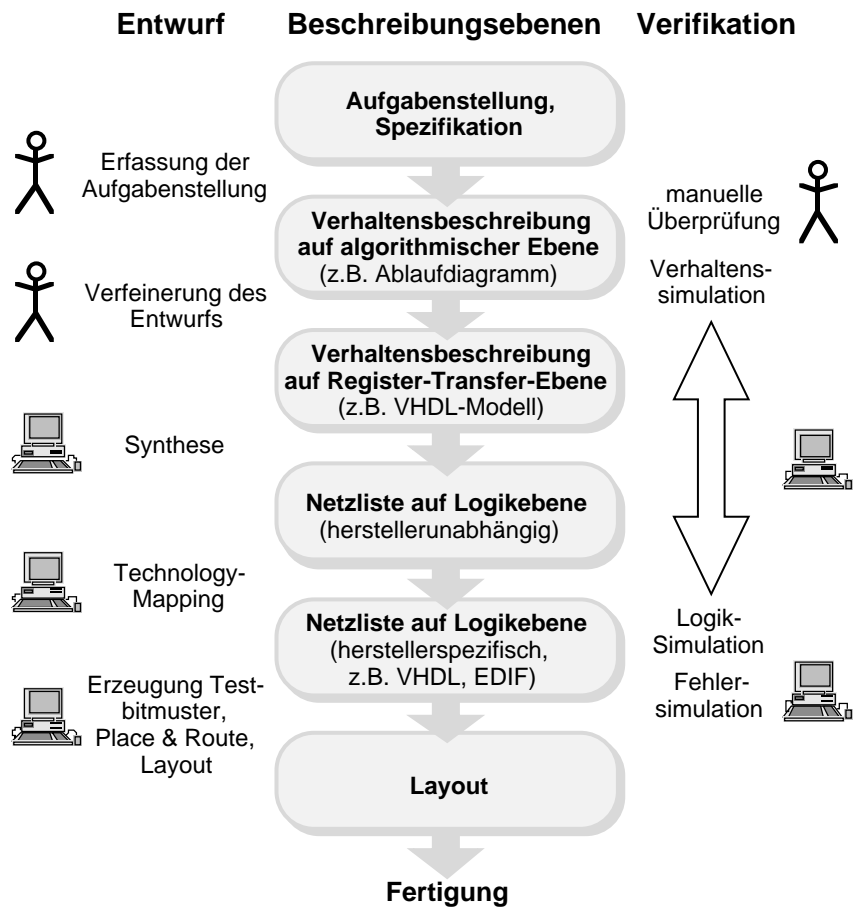 Entwurf Beschreibungsebenen Verifikation
Aufgabenstellung,
Spezifikation
Erfassung der
Aufgabenstellung
manuelle
Überprüfung
Verhaltensbeschreibung
auf algorithmischer Ebene
(z.B. Ablaufdiagramm)
Verhaltens-
simulation
Verfeinerung des
Entwurfs
Verhaltensbeschreibung
auf Register-Transfer-Ebene
(z.B. VHDL-Modell)
Synthese
Netzliste auf Logikebene
(herstellerunabhängig)
Technology-
Mapping
Netzliste auf Logikebene
(herstellerspezifisch,
z.B. VHDL, EDIF)
Logik-
Simulation
Fehler-
simulation
Erzeugung Test-
bitmuster,
Place & Route,
Layout
Layout
Fertigung